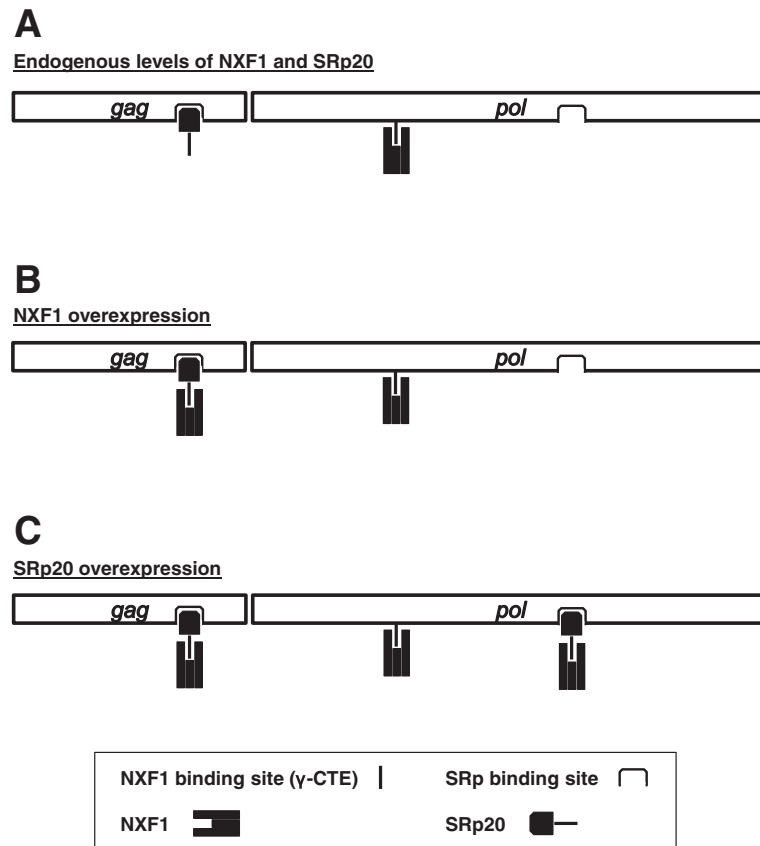 A
Endogenous levels of NXF1 and SRp20
gag pol
B
NXF1 overexpression
gag pol
C
SRp20 overexpression
gag pol
NXF1 binding site (γ-CTE) SRp binding site
NXF1 SRp20